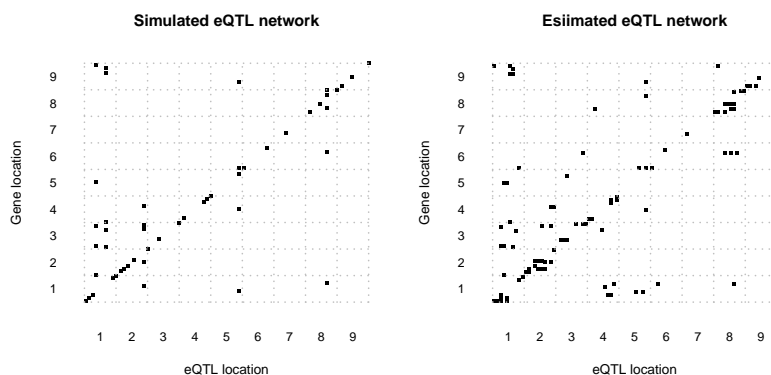 Simulated eQTL network
Gene location
9
8
7
6
5
4
3
2
1
1 2 3 4 5 6 7 8 9
eQTL location
Esiimated eQTL network
Gene location
9
8
7
6
5
4
3
2
1
1 2 3 4 5 6 7 8 9
eQTL location